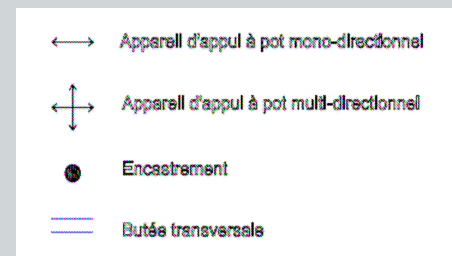 Appareil d'appui à pot mono-directionnel
Appareil d'appui à pot multi-directionnel
Encastrement
Butée transversale